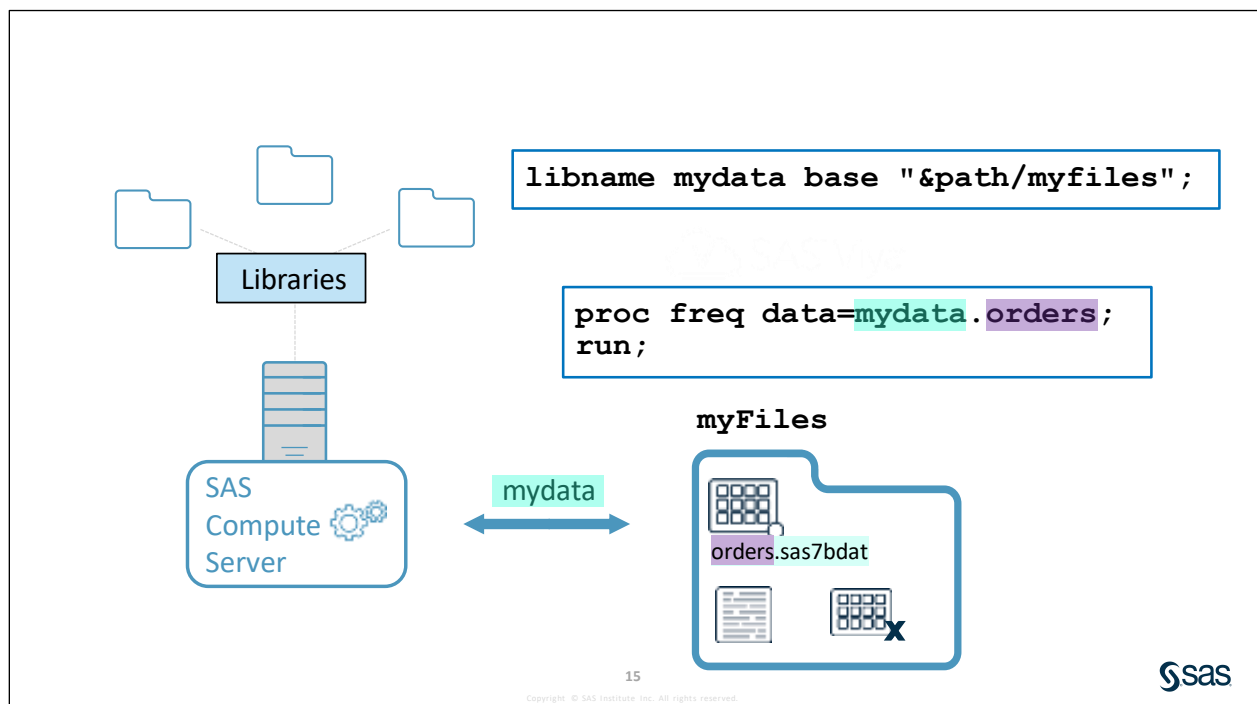 libname mydata base "&path/myfiles";
Libraries
proc freq data=mydata.orders;
run;
myFiles
SAS
Compute
Server
mydata
orders.sas7bdat
x
15
Copyright © SAS Institute Inc. All rights reserved.
sas